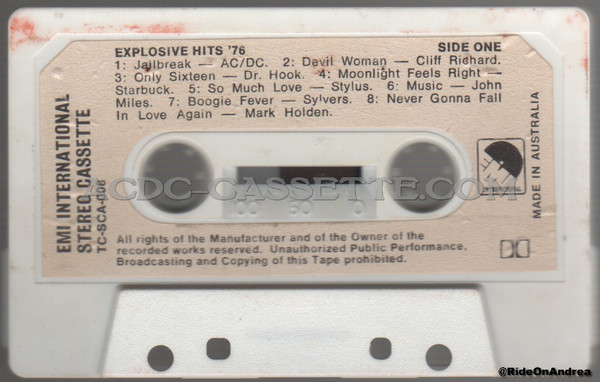 EXPLOSIVE HITS '76 SIDE ONE
1: Jailbreak — AC/DC. 2: Devil Woman — Cliff Richard.
3: Only Sixteen — Dr. Hook. 4: Moonlight Feels Right —
Starbuck. 5: So Much Love — Stylus. 6: Music — John
Miles. 7: Boogie Fever — Sylvers. 8: Never Gonna Fall
In Love Again — Mark Holden.
EMI INTERNATIONAL
STEREO CASSETTE
TC-SCA-006
ACDC-CASSETTE.COM
100 50 0
MADE IN AUSTRALIA
All rights of the Manufacturer and of the Owner of the
recorded works reserved. Unauthorized Public Performance.
Broadcasting and Copying of this Tape prohibited.
@RideOnAndrea